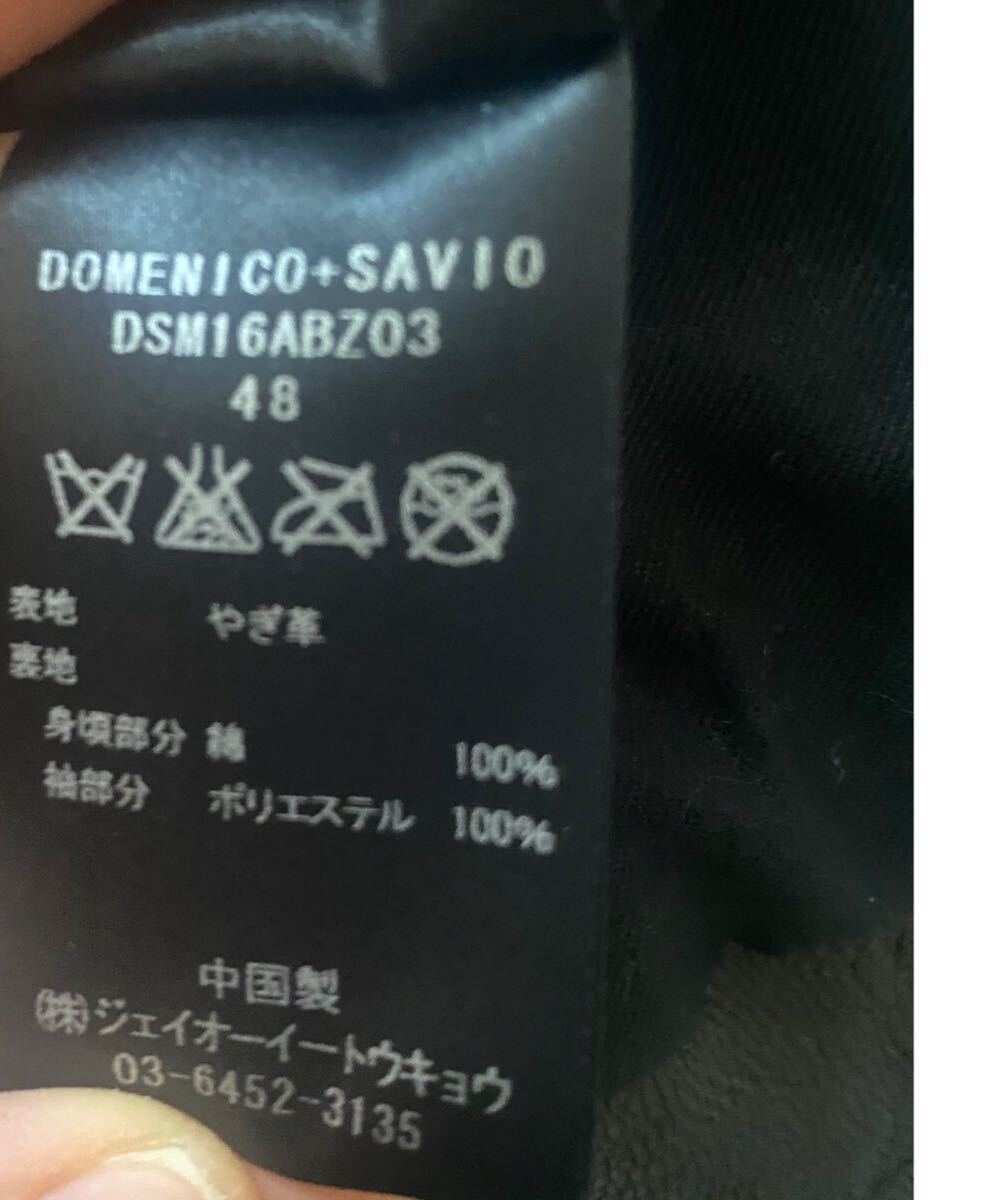 DOMENICO+SAVIO
DSM16ABZ03
48
表地 やぎ革
裏地
身頃部分 綿 100%
袖部分 ポリエステル 100%
中国製
㈱ジェイオーイートウキョウ
03-6452-3135